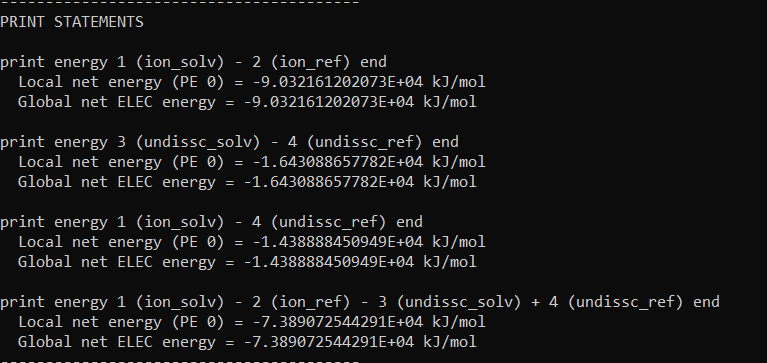 ----------------------------------------
PRINT STATEMENTS
print energy 1 (ion_solv) - 2 (ion_ref) end
Local net energy (PE 0) = -9.032161202073E+04 kJ/mol
Global net ELEC energy = -9.032161202073E+04 kJ/mol
print energy 3 (undissc_solv) - 4 (undissc_ref) end
Local net energy (PE 0) = -1.643088657782E+04 kJ/mol
Global net ELEC energy = -1.643088657782E+04 kJ/mol
print energy 1 (ion_solv) - 4 (undissc_ref) end
Local net energy (PE 0) = -1.438888450949E+04 kJ/mol
Global net ELEC energy = -1.438888450949E+04 kJ/mol
print energy 1 (ion_solv) - 2 (ion_ref) - 3 (undissc_solv) + 4 (undissc_ref) end
Local net energy (PE 0) = -7.389072544291E+04 kJ/mol
Global net ELEC energy = -7.389072544291E+04 kJ/mol
----------------------------------------